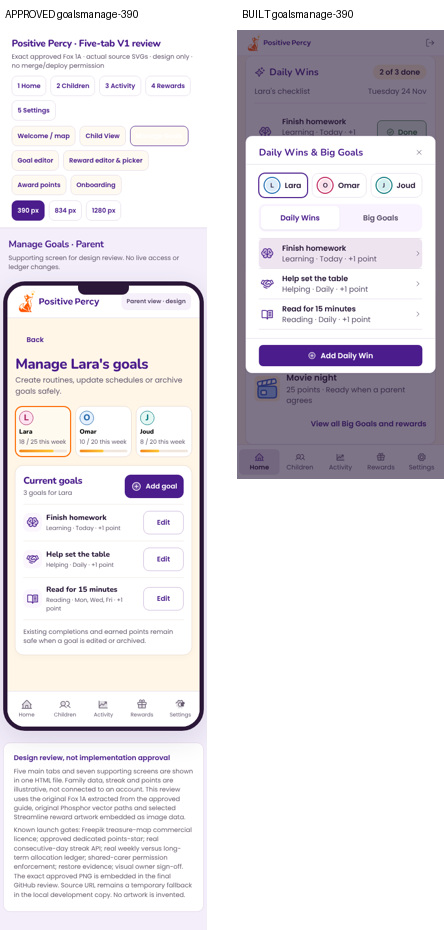 APPROVED goalsmanage-390
Positive Percy · Five-tab V1 review
Exact approved Fox 1A · actual source SVGs · design only ·
no merge/deploy permission
1 Home
2 Children
3 Activity
4 Rewards
5 Settings
Welcome / map
Child View
Goal editor
Reward editor & picker
Award points
Onboarding
390 px
834 px
1280 px
Manage Goals · Parent
Supporting screen for design review. No live access or
ledger changes.
Positive Percy
Parent view · design
Back
Manage Lara's goals
Create routines, update schedules or archive
goals safely.
L
Lara
18 / 25 this week
O
Omar
10 / 20 this week
J
Joud
8 / 20 this week
Current goals
3 goals for Lara
Add goal
Finish homework
Learning · Today · +1 point
Edit
Help set the table
Helping · Daily · +1 point
Edit
Read for 15 minutes
Reading · Mon, Wed, Fri · +1
point
Edit
Existing completions and earned points remain
safe when a goal is edited or archived.
Home
Children
Activity
Rewards
Settings
Design review, not implementation approval
Five main tabs and seven supporting screens are shown
in one HTML file. Family data, streak and points are
illustrative, not connected to an account. This review
uses the original Fox 1A extracted from the approved
guide, original Phosphor vector paths and selected
Streamline reward artwork embedded as image data.
Known launch gates: Freepik treasure-map commercial
licence; approved dedicated points-star; real
consecutive-day streak API; real weekly versus long-
term allocation ledger; shared-carer permission
enforcement; restore evidence; visual owner sign-off.
The exact approved PNG is embedded in the final
GitHub review. Source URL remains a temporary fallback
in the local development copy. No artwork is invented.
BUILT goalsmanage-390
Positive Percy
Daily Wins
2 of 3 done
Lara's checklist
Tuesday 24 Nov
Finish homework
Learning · Today · +1
Done
Daily Wins & Big Goals
×
L
Lara
O
Omar
J
Joud
Daily Wins
Big Goals
Finish homework
Learning · Today · +1 point
Help set the table
Helping · Daily · +1 point
Read for 15 minutes
Reading · Daily · +1 point
Add Daily Win
Movie night
25 points · Ready when a parent
agrees
View all Big Goals and rewards
Home
Children
Activity
Rewards
Settings